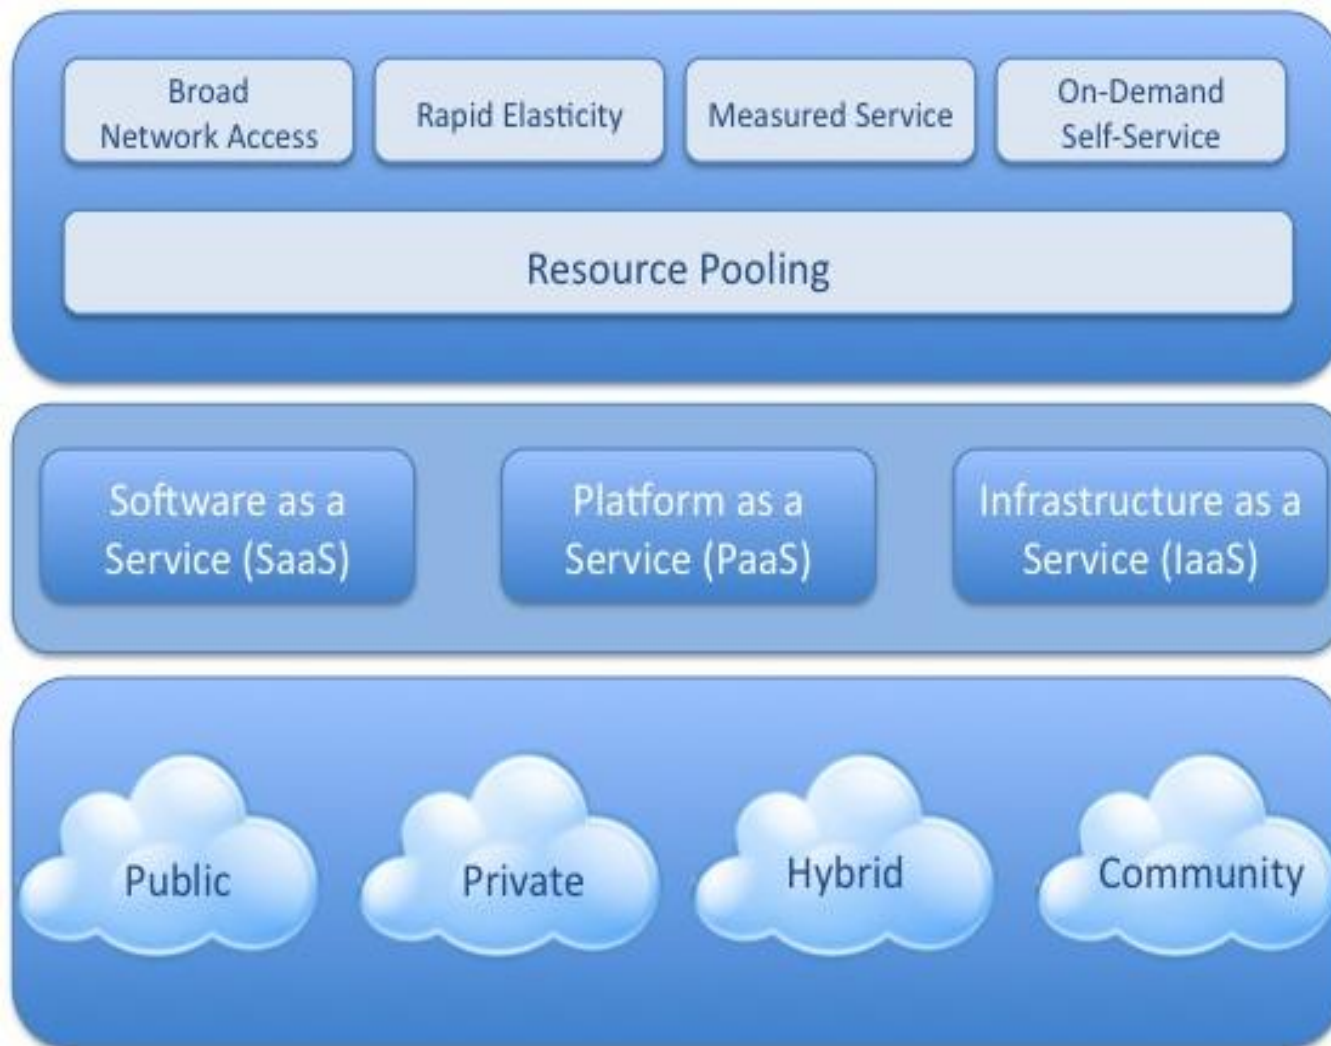 Broad
Network Access
Rapid Elasticity
Measured Service
On-Demand
Self-Service
Resource Pooling
Software as a
Service (SaaS)
Platform as a
Service (PaaS)
Infrastructure as a
Service (IaaS)
Public
Private
Hybrid
Community